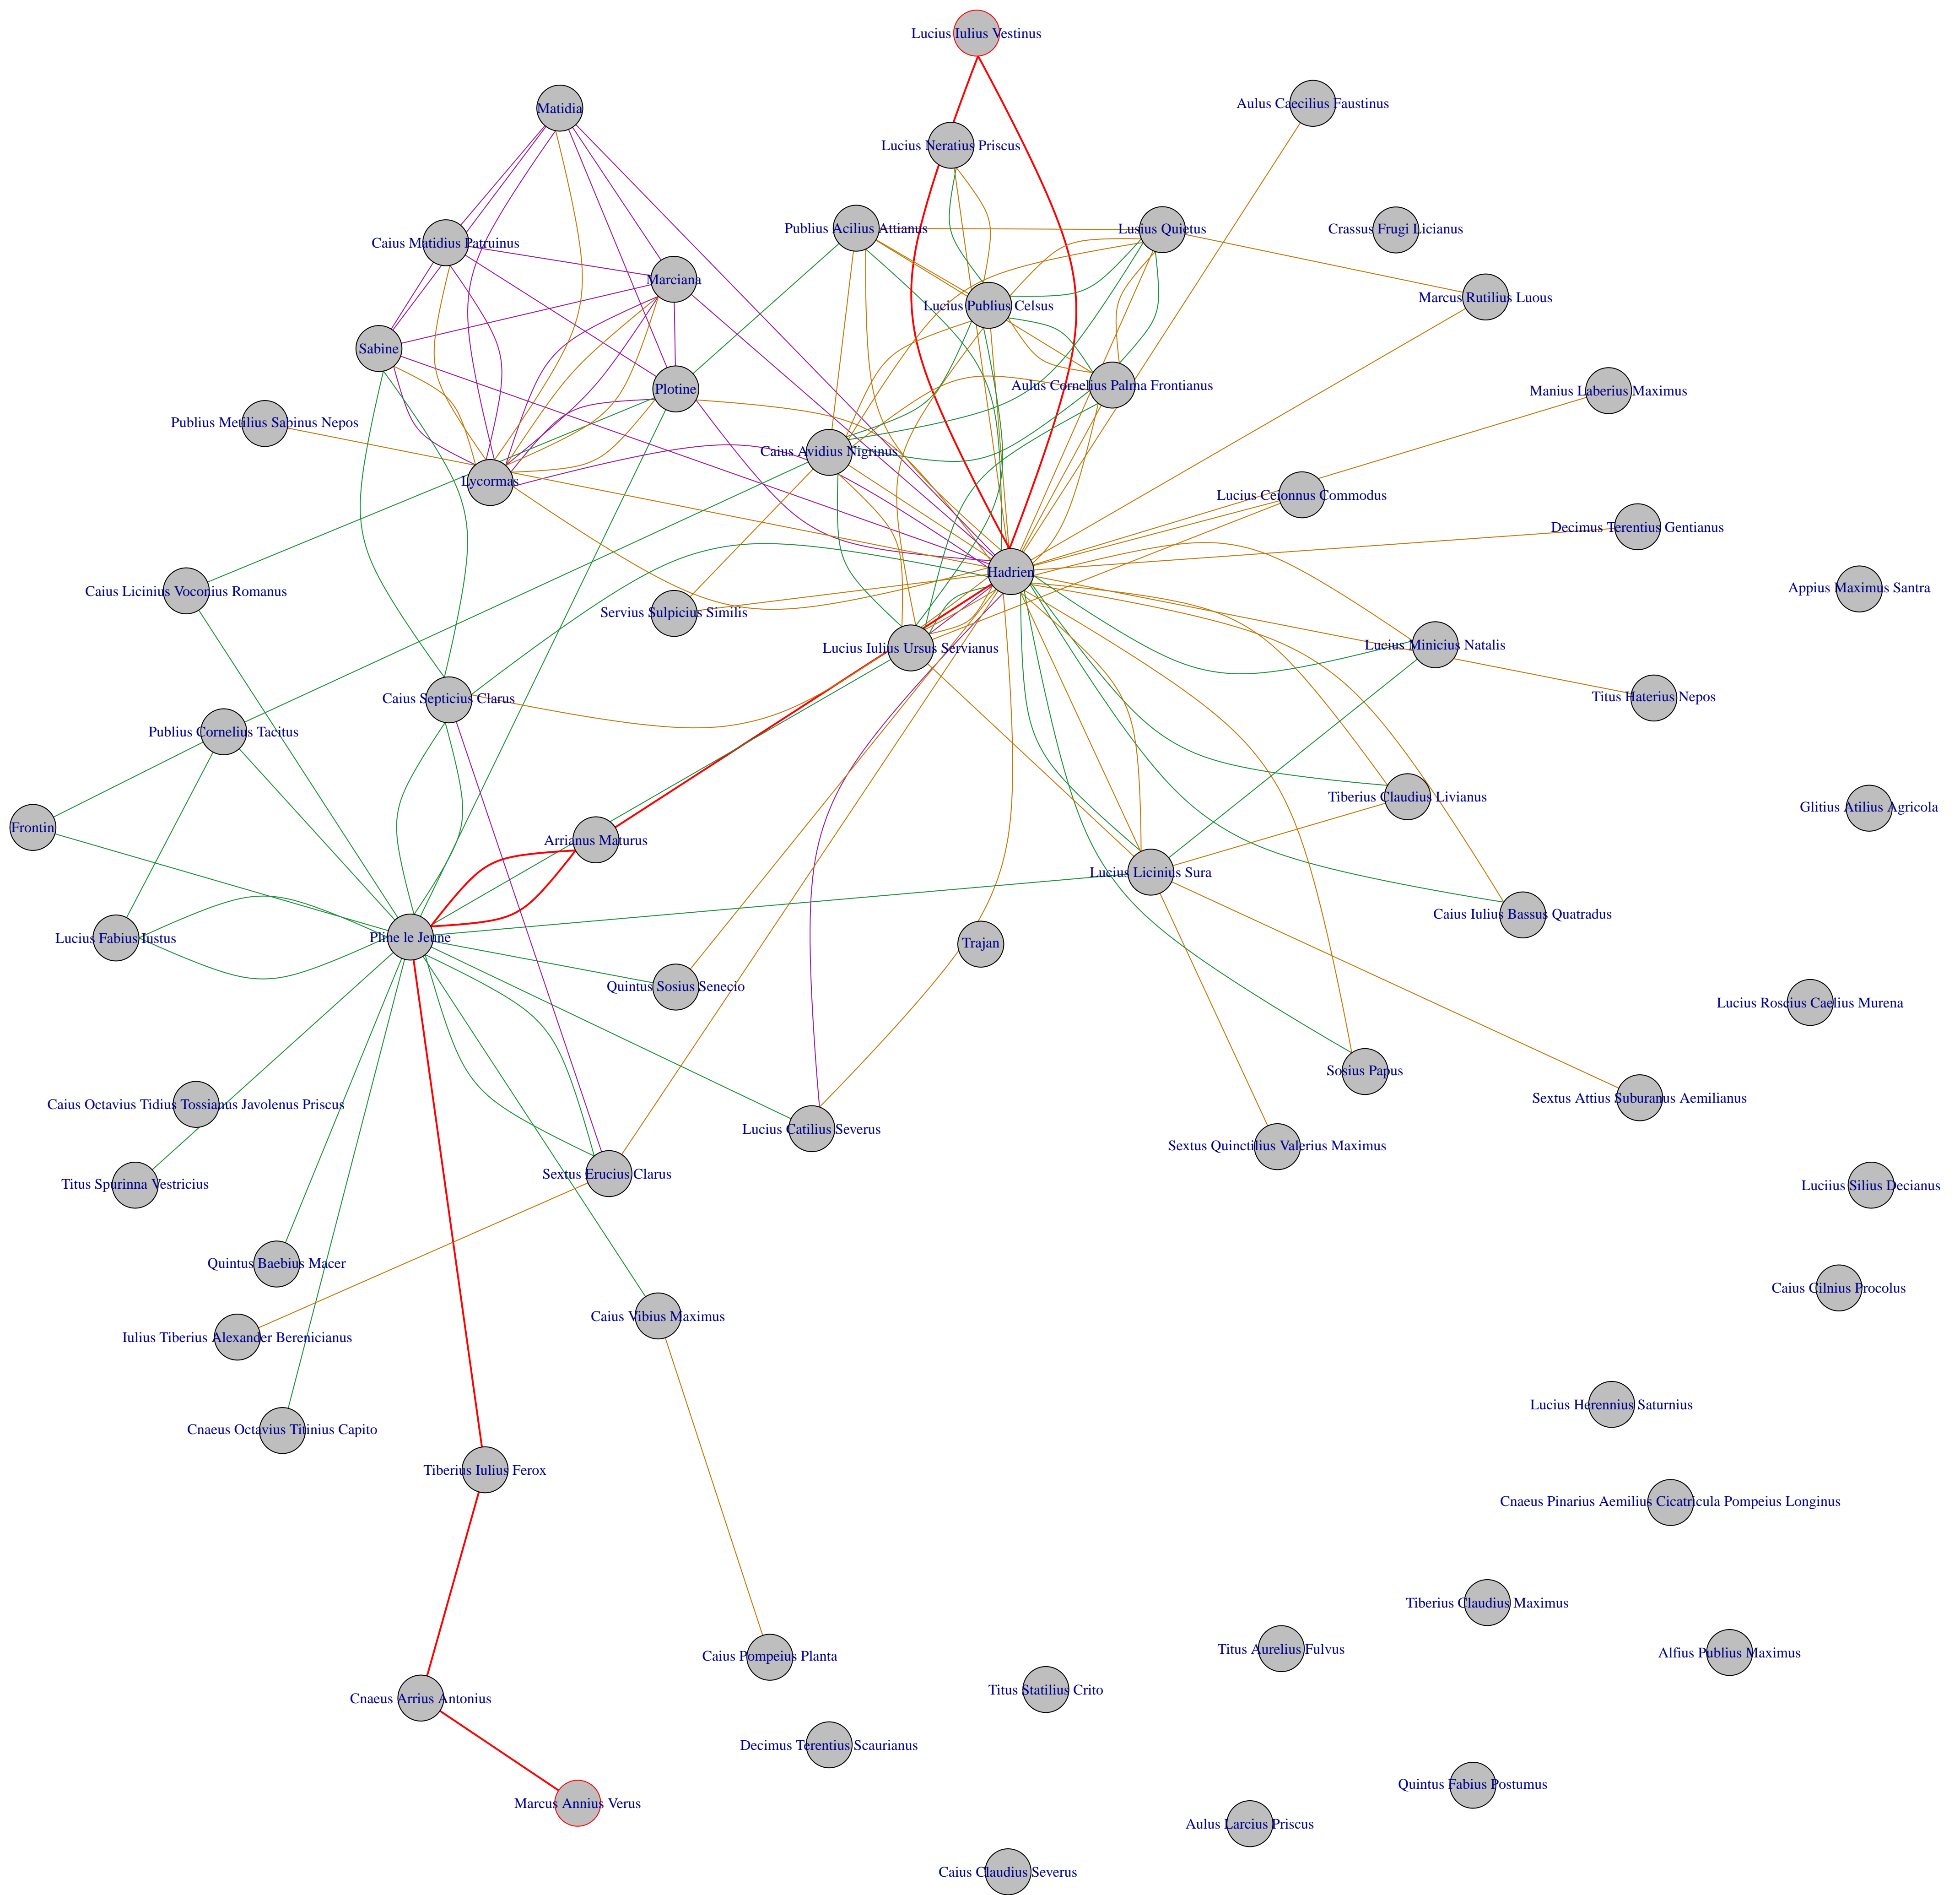 Lucius Iulius Vestinus
Matidia
Aulus Caecilius Faustinus
Lucius Neratius Priscus
Publius Acilius Attianus
Lusius Quietus
Crassus Frugi Licianus
Caius Matidius Patruinus
Marciana
Marcus Rutilius Luous
Lucius Publius Celsus
Sabine
Plotine
Aulus Cornelius Palma Frontianus
Manius Laberius Maximus
Publius Metilius Sabinus Nepos
Caius Avidius Nigrinus
Lycormas
Lucius Ceionnus Commodus
Decimus Terentius Gentianus
Hadrien
Caius Licinius Voconius Romanus
Appius Maximus Santra
Servius Sulpicius Similis
Lucius Iulius Ursus Servianus
Lucius Minicius Natalis
Caius Septicius Clarus
Titus Haterius Nepos
Publius Cornelius Tacitus
Tiberius Claudius Livianus
Glitius Atilius Agricola
Frontin
Arrianus Maturus
Lucius Licinius Sura
Caius Iulius Bassus Quatradus
Lucius Fabius Iustus
Pline le Jeune
Trajan
Quintus Sosius Senecio
Lucius Roscius Caelius Murena
Sosius Papus
Sextus Attius Suburanus Aemilianus
Caius Octavius Tidius Tossianus Javolenus Priscus
Lucius Catilius Severus
Sextus Quinctilius Valerius Maximus
Sextus Erucius Clarus
Titus Spurinna Vestricius
Luciius Silius Decianus
Quintus Baebius Macer
Caius Cilnius Procolus
Caius Vibius Maximus
Iulius Tiberius Alexander Berenicianus
Lucius Herennius Saturnius
Cnaeus Octavius Titinius Capito
Tiberius Iulius Ferox
Cnaeus Pinarius Aemilius Cicatricula Pompeius Longinus
Tiberius Claudius Maximus
Titus Aurelius Fulvus
Alfius Publius Maximus
Caius Pompeius Planta
Titus Statilius Crito
Cnaeus Arrius Antonius
Decimus Terentius Scaurianus
Quintus Fabius Postumus
Marcus Annius Verus
Aulus Larcius Priscus
Caius Claudius Severus